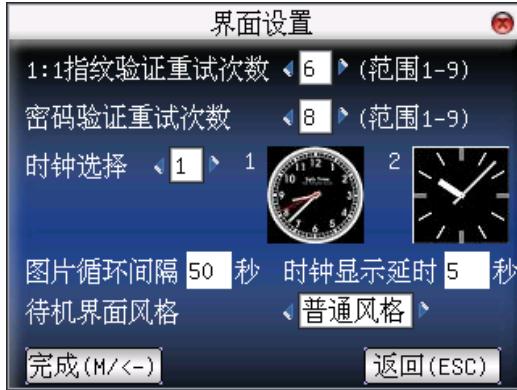 界面设置
1:1指纹验证重试次数 6 (范围1-9)
密码验证重试次数 8 (范围1-9)
时钟选择 1 1 2
图片循环间隔 50 秒 时钟显示延时 5 秒
待机界面风格 普通风格
完成(M/<-) 返回(ESC)